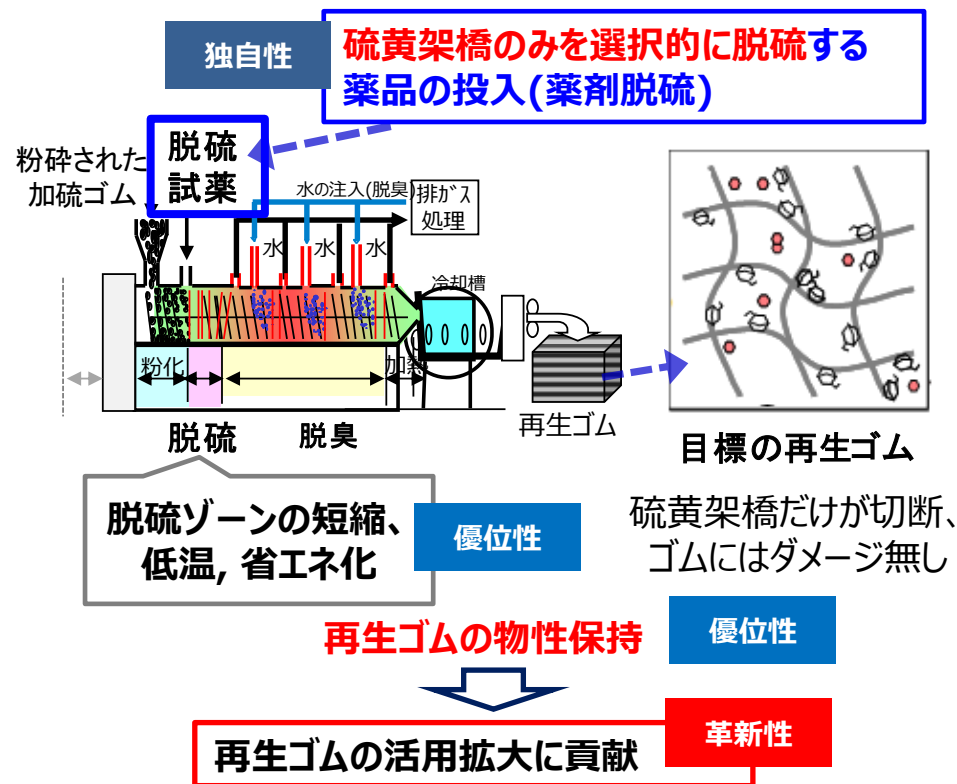 独自性
硫黄架橋のみを選択的に脱硫する
薬品の投入(薬剤脱硫)
粉砕された
加硫ゴム
脱硫
試薬
水の注入(脱臭)
排ガス
処理
水
水
水
冷却槽
粉化
加熱
脱硫
脱臭
再生ゴム
目標の再生ゴム
硫黄架橋だけが切断、
ゴムにはダメージ無し
脱硫ゾーンの短縮、
低温, 省エネ化
優位性
再生ゴムの物性保持
優位性
再生ゴムの活用拡大に貢献
革新性